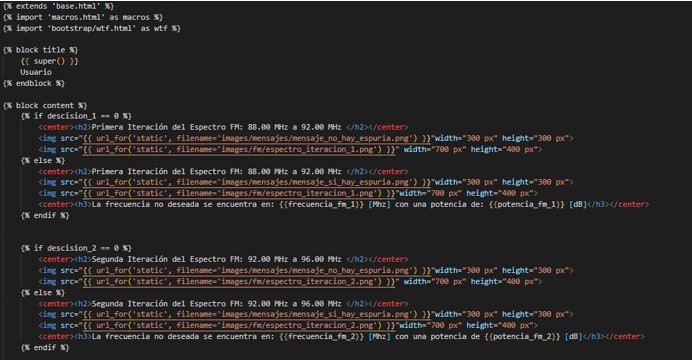 {% extends 'base.html' %}
{% import 'macros.html' as macros %}
{% import 'bootstrap/wtf.html' as wtf %}
{% block title %}
{{ super() }}
Usuario
{% endblock %}
{% block content %}
{% if descision_1 == 0 %}
<center><h2>Primera Iteración del Espectro FM: 88.00 MHz a 92.00 MHz </h2></center>
<img src="{{ url_for('static', filename='images/mensajes/mensaje_no_hay_espuria.png') }}"width="300 px" height="300 px">
<img src="{{ url_for('static', filename='images/fm/espectro_iteracion_1.png') }}" width="700 px" height="400 px">
{% else %}
<center><h2>Primera Iteración del Espectro FM: 88.00 MHz a 92.00 MHz </h2></center>
<img src="{{ url_for('static', filename='images/mensajes/mensaje_si_hay_espuria.png') }}"width="300 px" height="300 px">
<img src="{{ url_for('static', filename='images/fm/espectro_iteracion_1.png') }}"width="700 px" height="400 px">
<center><h3>La frecuencia no deseada se encuentra en: {{frecuencia_fm_1}} [Mhz] con una potencia de: {{potencia_fm_1}} [dB]</h3></center>
{% endif %}
{% if descision_2 == 0 %}
<center><h2>Segunda Iteración del Espectro FM: 92.00 MHz a 96.00 MHz </h2></center>
<img src="{{ url_for('static', filename='images/mensajes/mensaje_no_hay_espuria.png') }}"width="300 px" height="300 px">
<img src="{{ url_for('static', filename='images/fm/espectro_iteracion_2.png') }}" width="700 px" height="400 px">
{% else %}
<center><h2>Segunda Iteración del Espectro FM: 92.00 MHz a 96.00 MHz </h2></center>
<img src="{{ url_for('static', filename='images/mensajes/mensaje_si_hay_espuria.png') }}"width="300 px" height="300 px">
<img src="{{ url_for('static', filename='images/fm/espectro_iteracion_2.png') }}"width="700 px" height="400 px">
<center><h3>La frecuencia no deseada se encuentra en: {{frecuencia_fm_2}} [Mhz] con una potencia de {{potencia_fm_2}} [dB]</h3></center>
{% endif %}